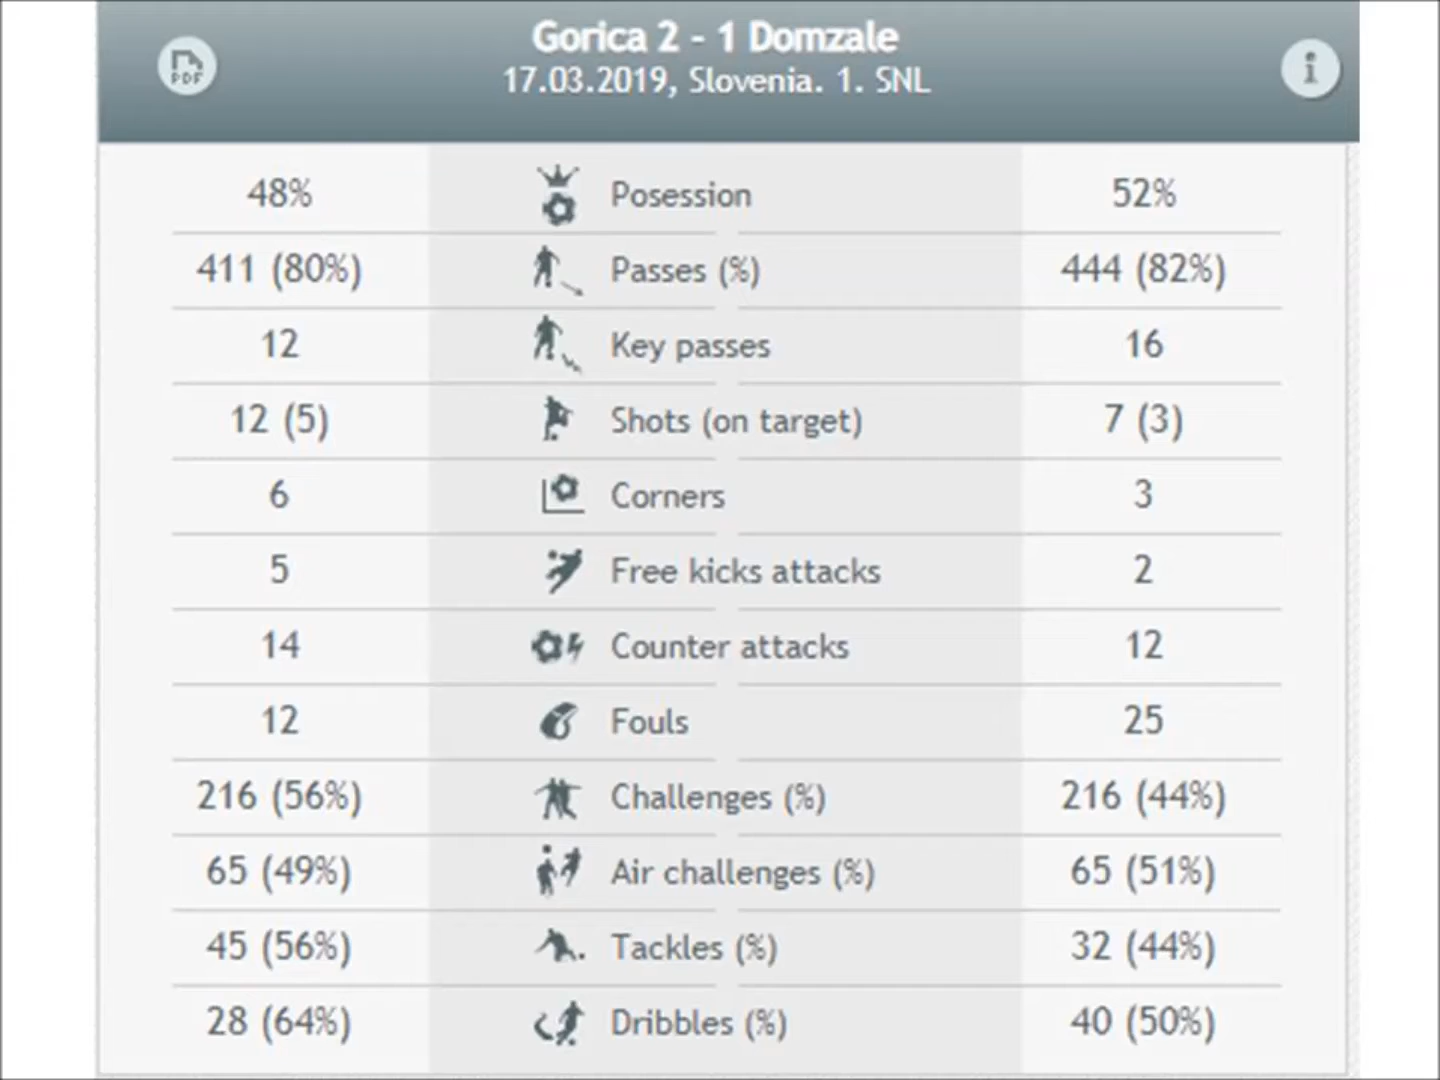 Gorica 2 - 1 Domzale
PDF
17.03.2019, Slovenia. 1. SNL
i
48% Posession 52%
411 (80%) Passes (%) 444 (82%)
12 Key passes 16
12 (5) Shots (on target) 7 (3)
6 Corners 3
5 Free kicks attacks 2
14 Counter attacks 12
12 Fouls 25
216 (56%) Challenges (%) 216 (44%)
65 (49%) Air challenges (%) 65 (51%)
45 (56%) Tackles (%) 32 (44%)
28 (64%) Dribbles (%) 40 (50%)